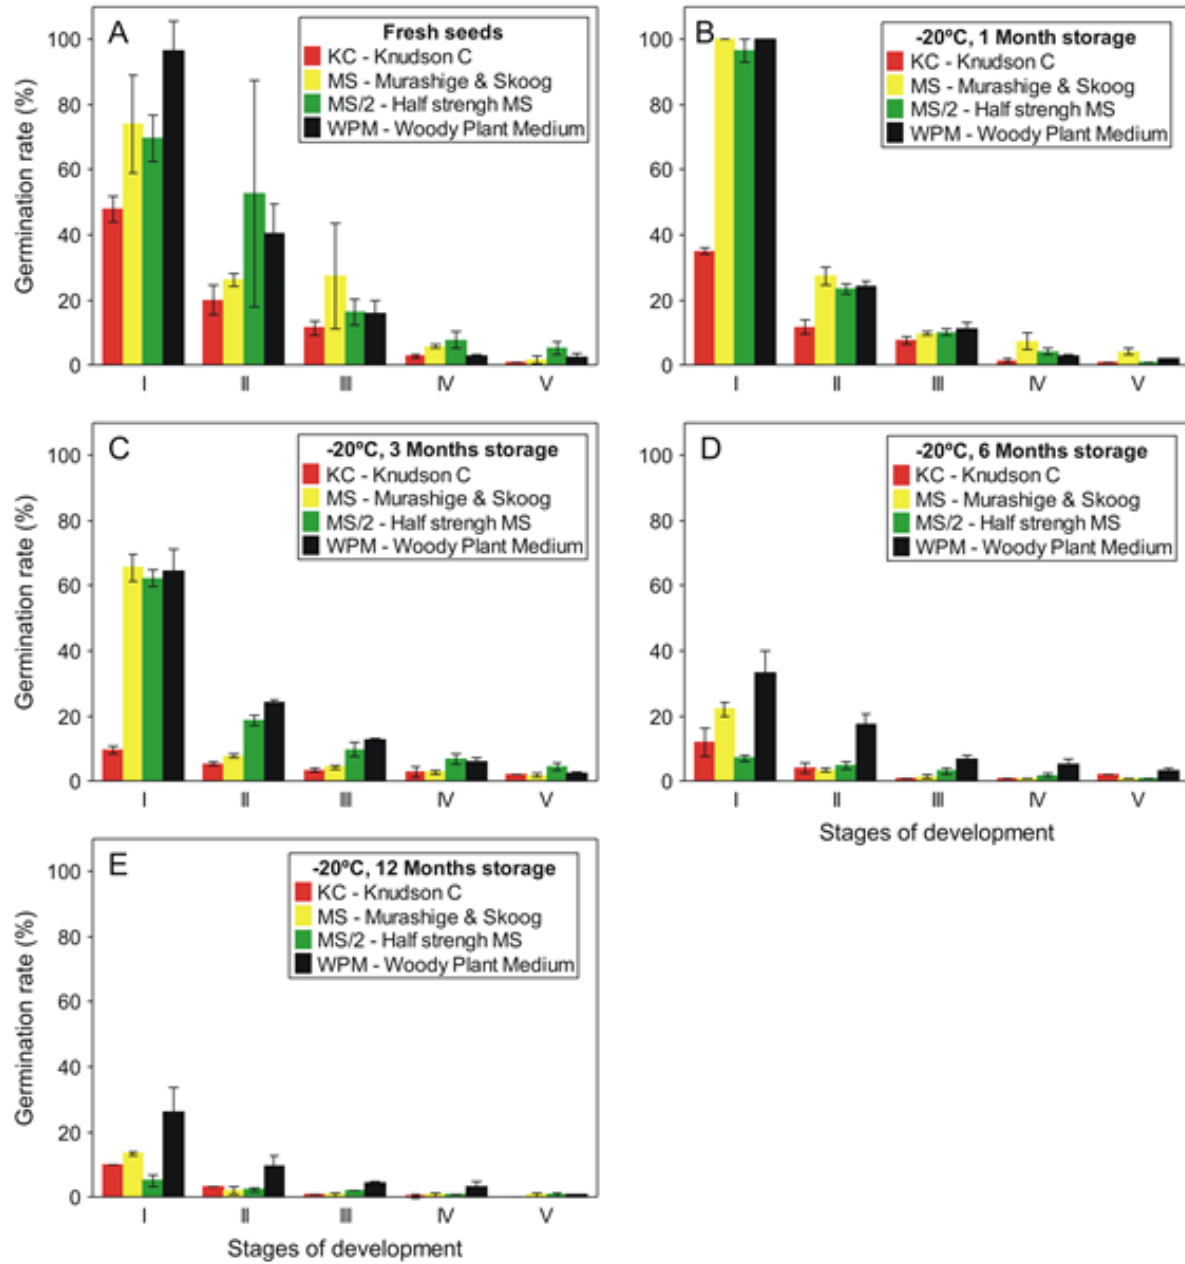 A
Fresh seeds
KC - Knudson C
MS - Murashige & Skoog
MS/2 - Half strengh MS
WPM - Woody Plant Medium
Germination rate (%)
100
80
60
40
20
0
I II III IV V
B
-20ºC, 1 Month storage
KC - Knudson C
MS - Murashige & Skoog
MS/2 - Half strengh MS
WPM - Woody Plant Medium
100
80
60
40
20
0
I II III IV V
C
-20ºC, 3 Months storage
KC - Knudson C
MS - Murashige & Skoog
MS/2 - Half strengh MS
WPM - Woody Plant Medium
Germination rate (%)
100
80
60
40
20
0
I II III IV V
D
-20ºC, 6 Months storage
KC - Knudson C
MS - Murashige & Skoog
MS/2 - Half strengh MS
WPM - Woody Plant Medium
100
80
60
40
20
0
I II III IV V
Stages of development
E
-20ºC, 12 Months storage
KC - Knudson C
MS - Murashige & Skoog
MS/2 - Half strengh MS
WPM - Woody Plant Medium
Germination rate (%)
100
80
60
40
20
0
I II III IV V
Stages of development